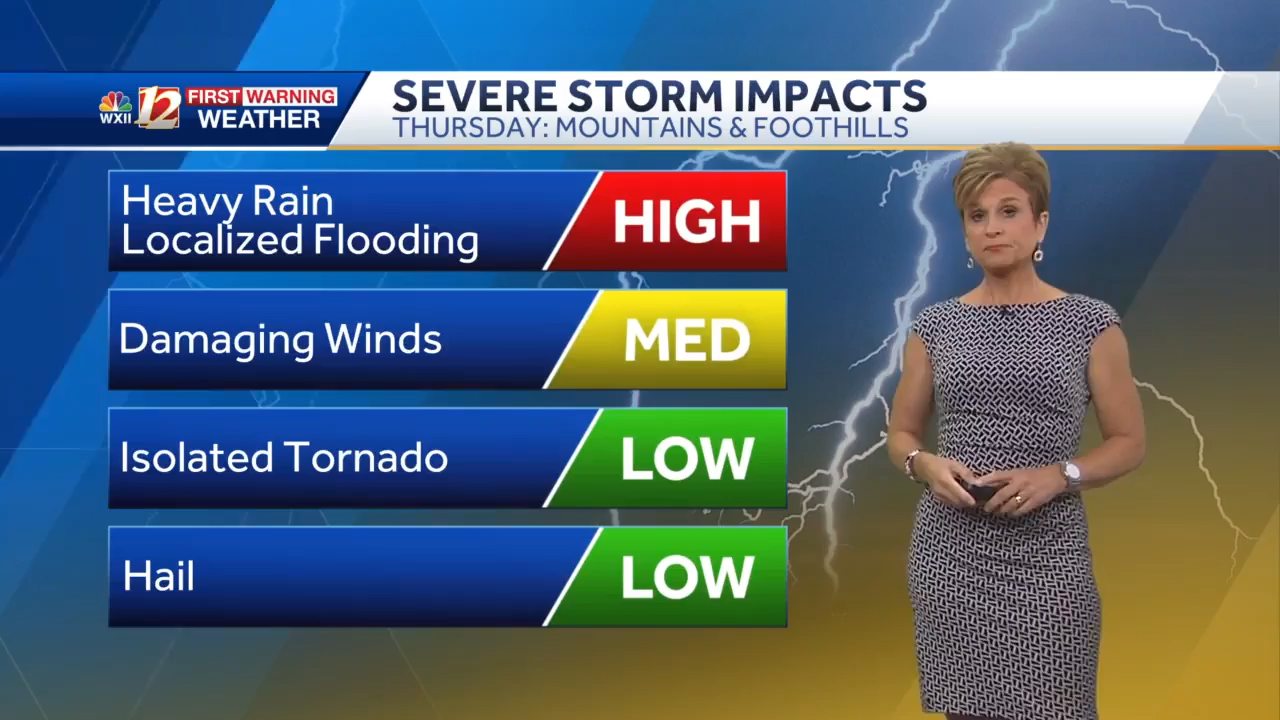 WXII 12 FIRST WARNING
WEATHER
SEVERE STORM IMPACTS
THURSDAY: MOUNTAINS & FOOTHILLS
Heavy Rain
Localized Flooding
HIGH
Damaging Winds
MED
Isolated Tornado
LOW
Hail
LOW